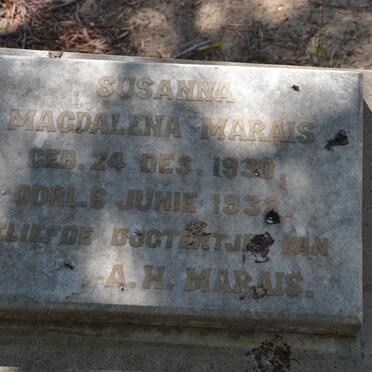 SUSANNA
MAGDALENA MARAIS
GEB. 24 DES. 1930,
OORL. 6 JUNIE 1932.
GELIEFDE DOGTERTJIE VAN
A.H. MARAIS.